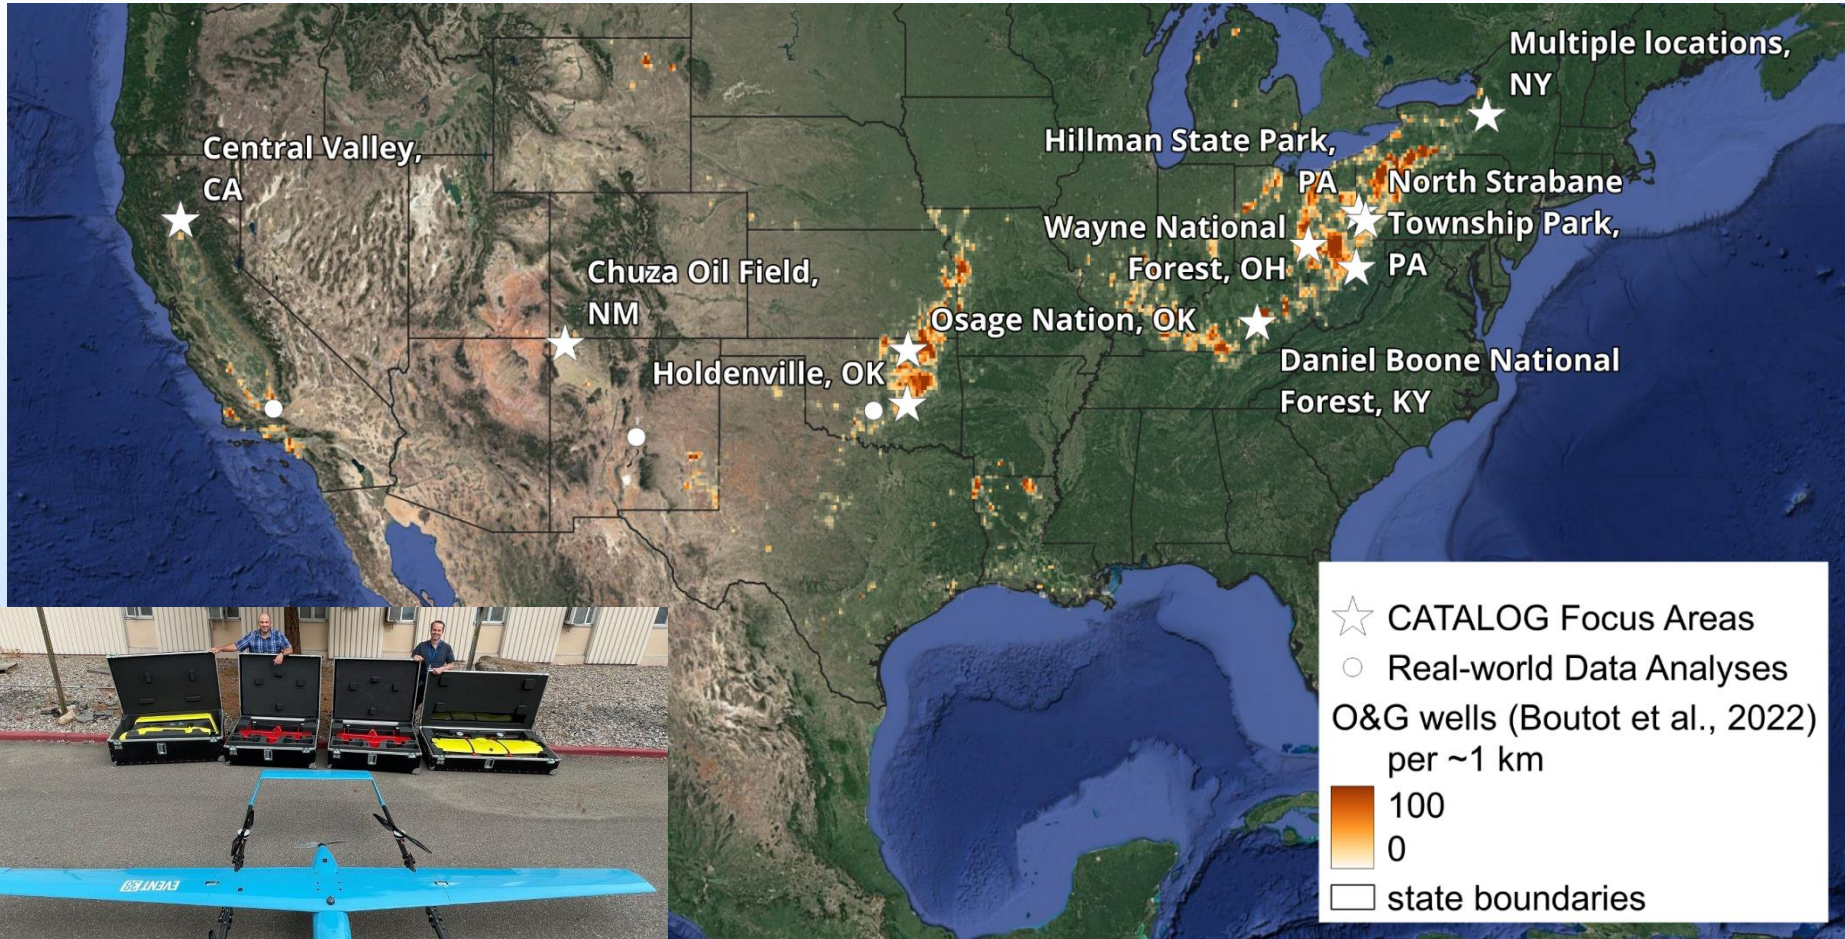 Multiple locations,
NY
Central Valley,
CA
Hillman State Park,
PA
North Strabane
Township Park,
PA
Wayne National
Forest, OH
Chuza Oil Field,
NM
Osage Nation, OK
Holdenville, OK
Daniel Boone National
Forest, KY
CATALOG Focus Areas
Real-world Data Analyses
O&G wells (Boutot et al., 2022)
per ~1 km
100
0
state boundaries
EVENT 38